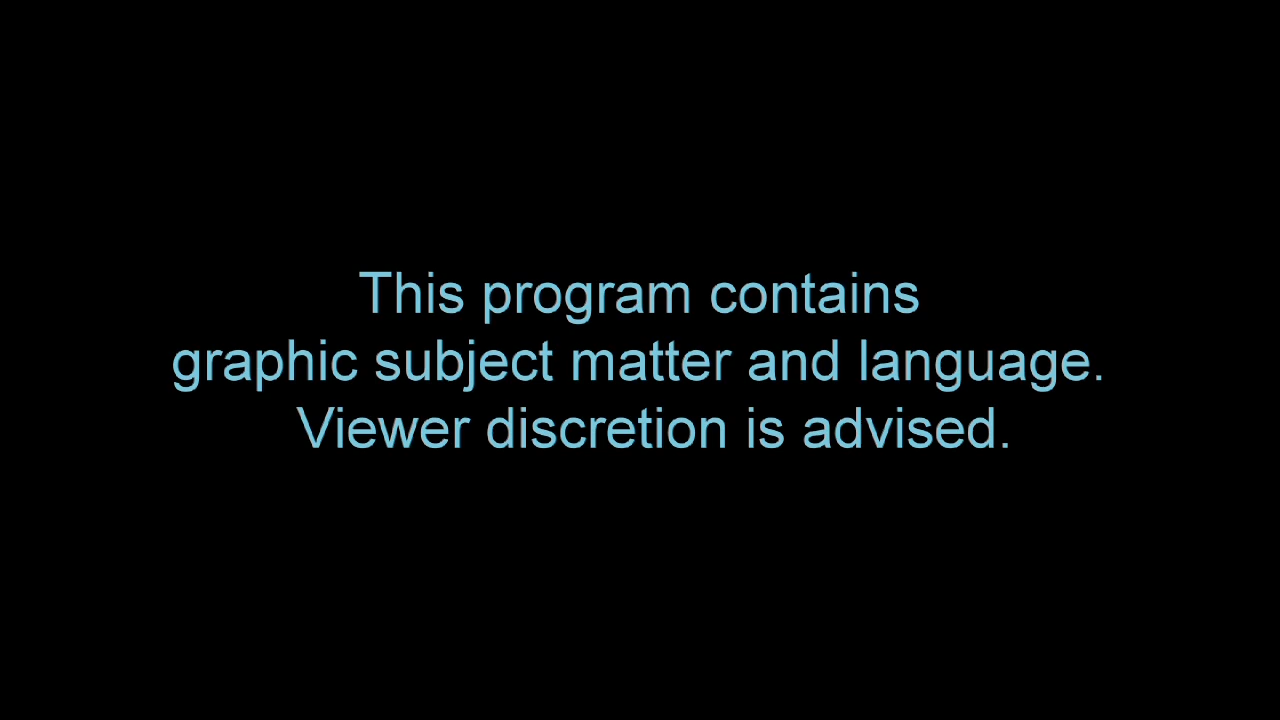 This program contains
graphic subject matter and language.
Viewer discretion is advised.